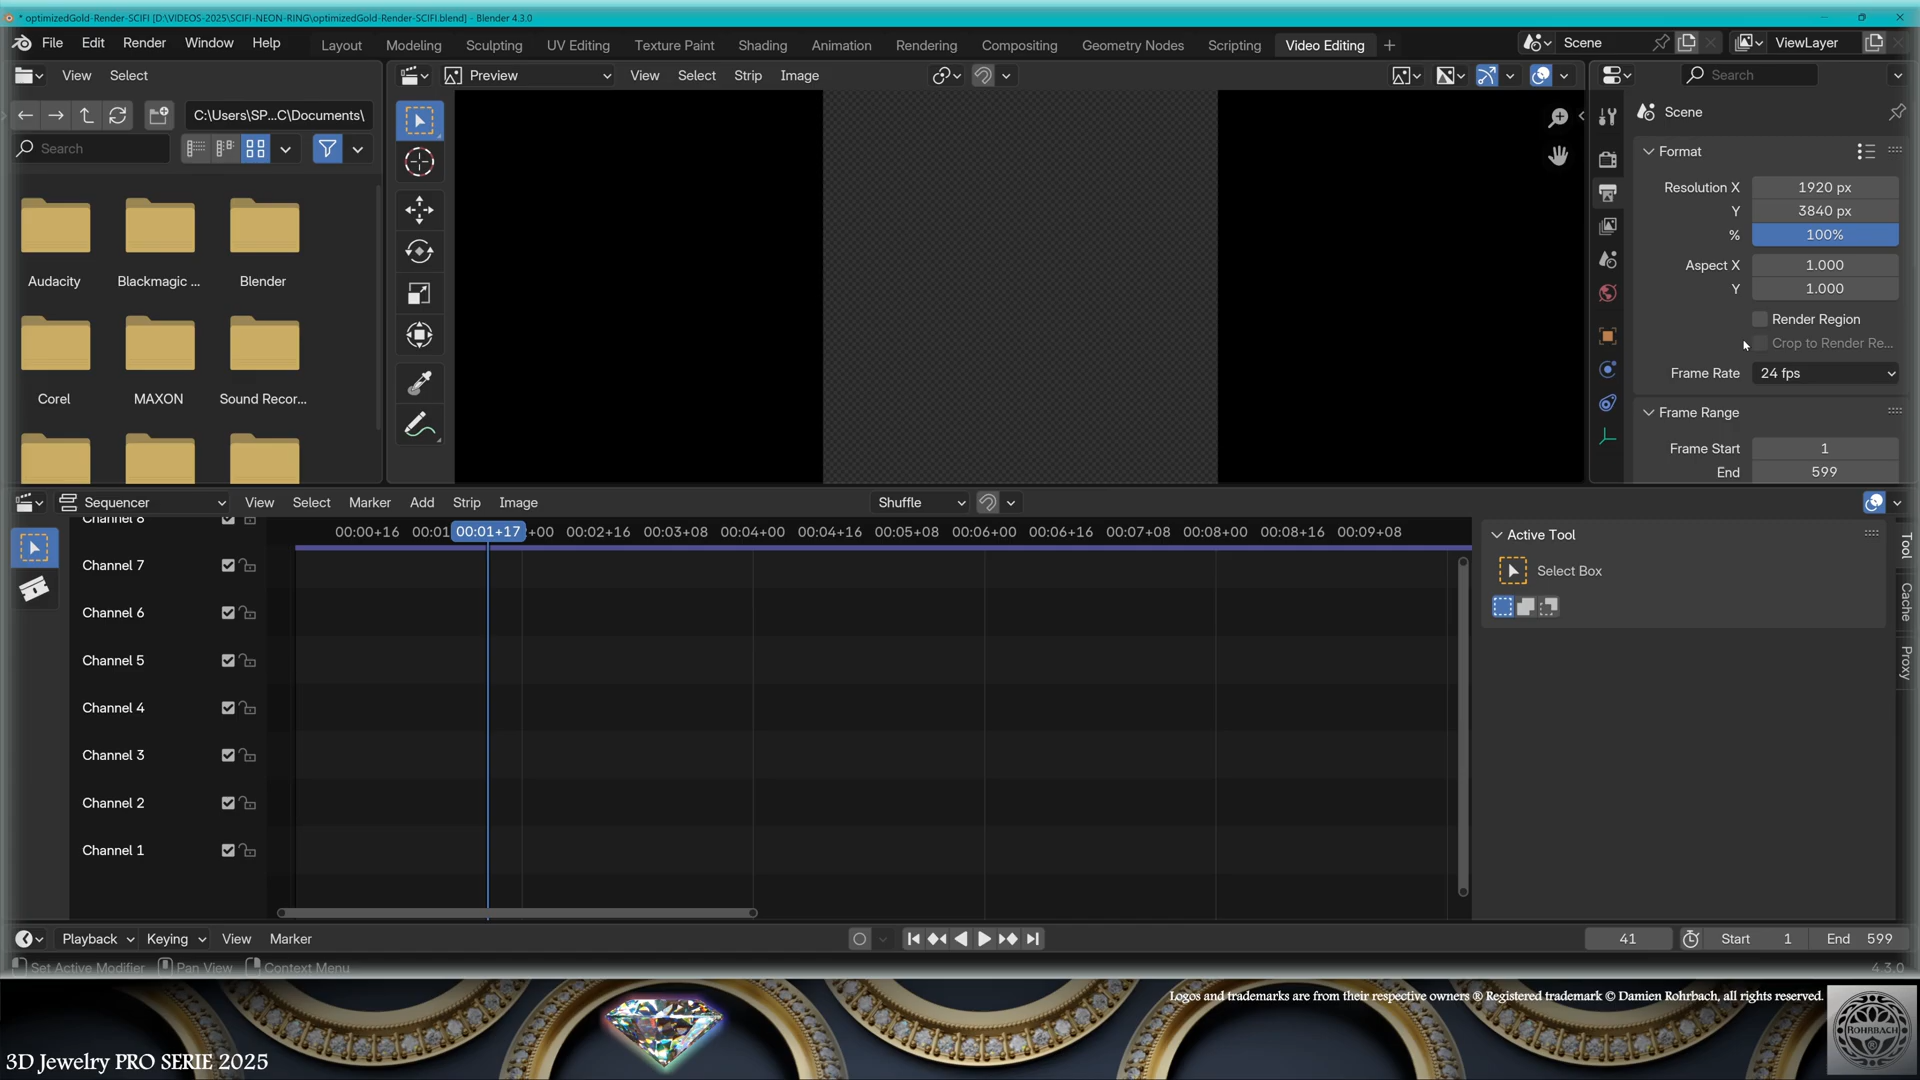 * optimizedGold-Render-SCIFI [D:\VIDEOS-2025\SCIFI-NEON-RING\optimizedGold-Render-SCIFI.blend] - Blender 4.3.0
File Edit Render Window Help
Layout Modeling Sculpting UV Editing Texture Paint Shading Animation Rendering Compositing Geometry Nodes Scripting Video Editing +
Scene ViewLayer
View Select
Preview View Select Strip Image
Search
C:\Users\SP...C\Documents\
Search
Audacity Blackmagic ... Blender
Corel MAXON Sound Recor...
Scene
Format
Resolution X 1920 px
Y 3840 px
% 100%
Aspect X 1.000
Y 1.000
Render Region
Crop to Render Re...
Frame Rate 24 fps
Frame Range
Frame Start 1
End 599
Sequencer View Select Marker Add Strip Image Shuffle
00:00+16 00:01 00:01+17 +00 00:02+16 00:03+08 00:04+00 00:04+16 00:05+08 00:06+00 00:06+16 00:07+08 00:08+00 00:08+16 00:09+08
Channel 8
Channel 7
Channel 6
Channel 5
Channel 4
Channel 3
Channel 2
Channel 1
Active Tool
Select Box
Tool
Cache
Proxy
Playback Keying View Marker
41 Start 1 End 599
Set Active Modifier Pan View Context Menu
4.3.0
Logos and trademarks are from their respective owners ® Registered trademark © Damien Rohrbach, all rights reserved.
ROHRBACH
3D Jewelry PRO SERIE 2025